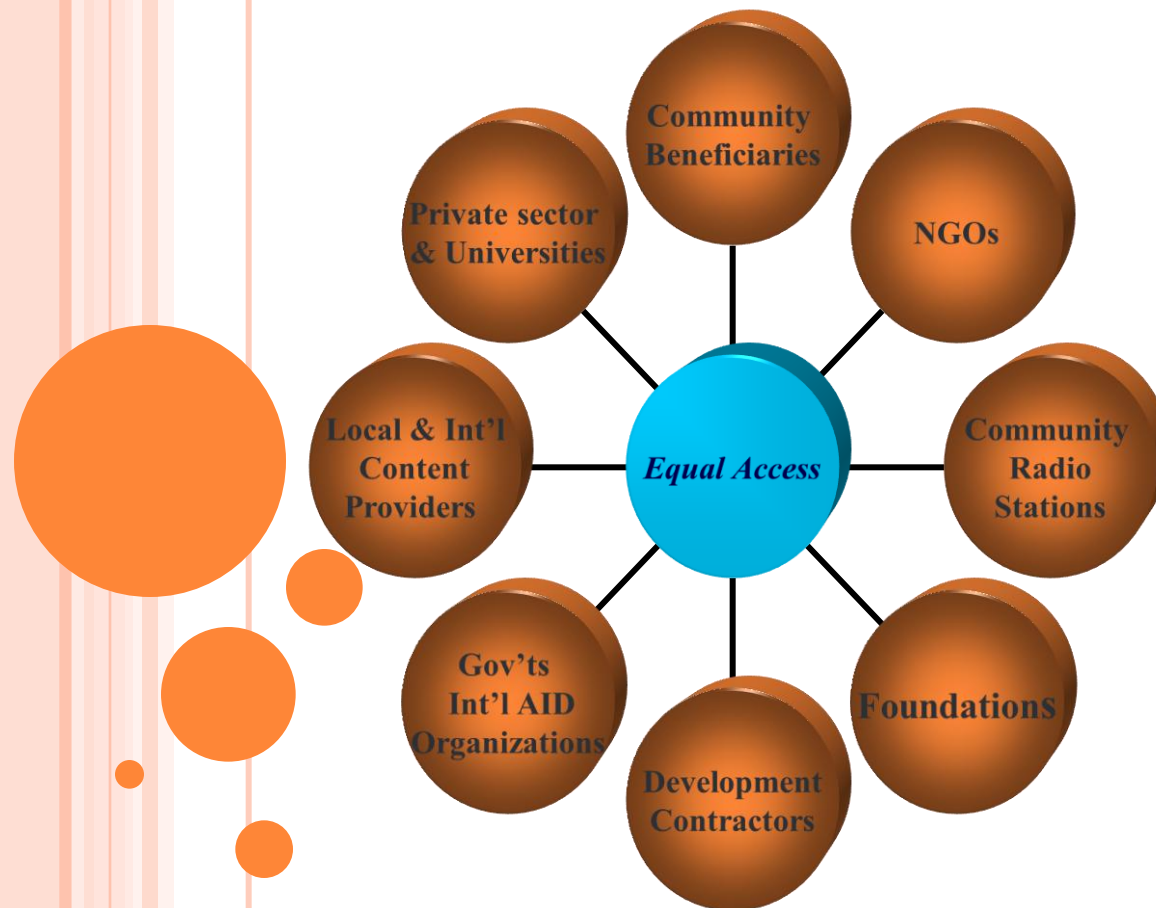 Community
Beneficiaries
Private sector
& Universities
NGOs
Local & Int’l
Content
Providers
Equal Access
Community
Radio
Stations
Gov’ts
Int’l AID
Organizations
Foundations
Development
Contractors